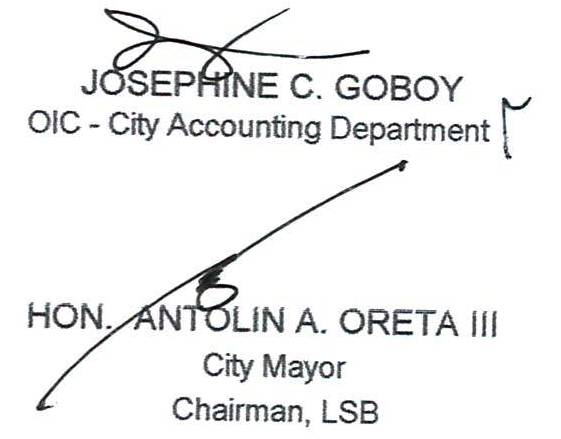 JOSEPHINE C. GOBOY
OIC - City Accounting Department
HON. ANTOLIN A. ORETA III
City Mayor
Chairman, LSB